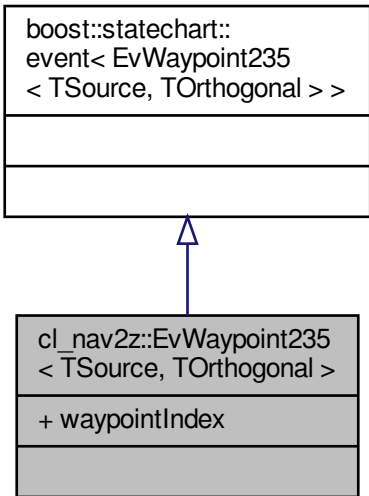 boost::statechart::
event< EvWaypoint235
< TSource, TOrthogonal > >
cl_nav2z::EvWaypoint235
< TSource, TOrthogonal >
+ waypointIndex